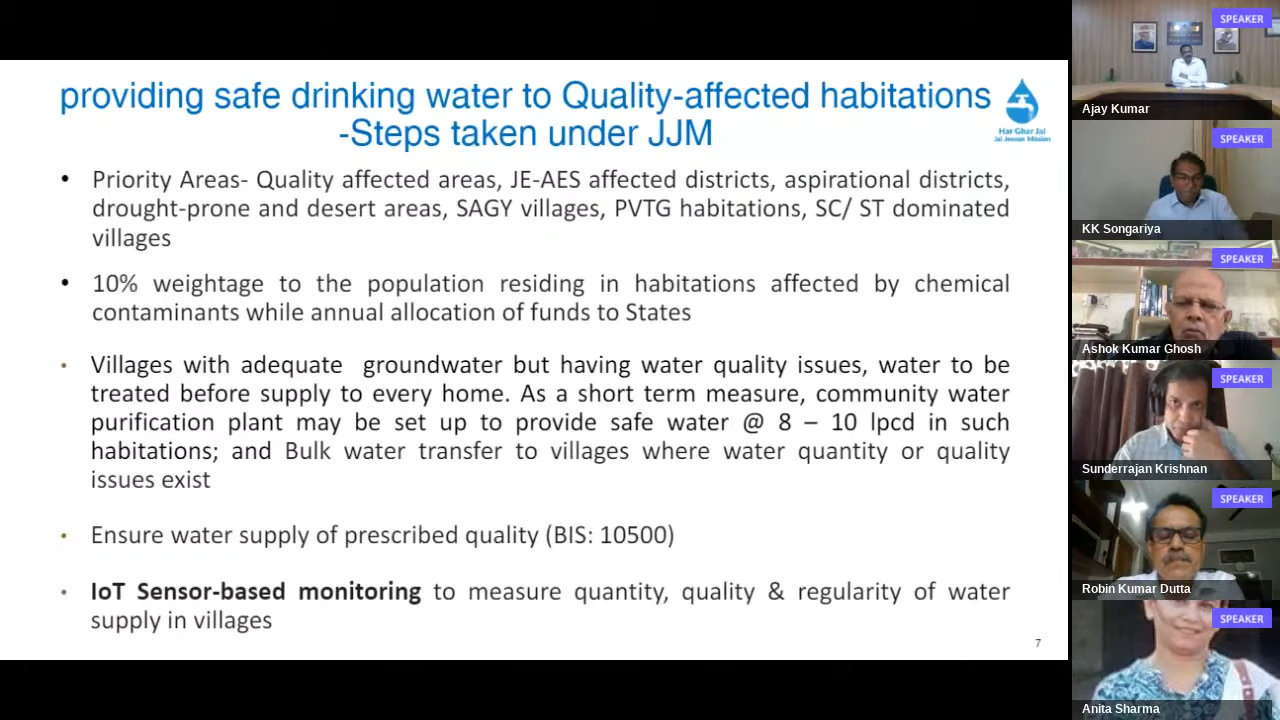 providing safe drinking water to Quality-affected habitations
-Steps taken under JJM
Har Ghar Jal
Jal Jeevan Mission
• Priority Areas- Quality affected areas, JE-AES affected districts, aspirational districts,
drought-prone and desert areas, SAGY villages, PVTG habitations, SC/ ST dominated
villages
• 10% weightage to the population residing in habitations affected by chemical
contaminants while annual allocation of funds to States
• Villages with adequate groundwater but having water quality issues, water to be
treated before supply to every home. As a short term measure, community water
purification plant may be set up to provide safe water @ 8 – 10 lpcd in such
habitations; and Bulk water transfer to villages where water quantity or quality
issues exist
• Ensure water supply of prescribed quality (BIS: 10500)
• IoT Sensor-based monitoring to measure quantity, quality & regularity of water
supply in villages
7
SPEAKER
Ajay Kumar
SPEAKER
KK Songariya
SPEAKER
Ashok Kumar Ghosh
SPEAKER
Sunderrajan Krishnan
SPEAKER
Robin Kumar Dutta
SPEAKER
Anita Sharma